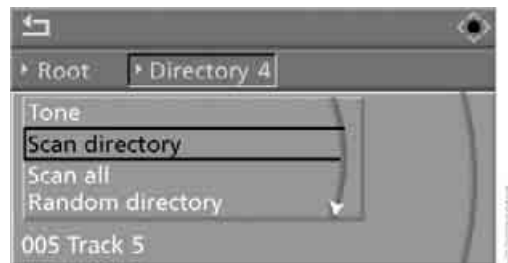 Root Directory 4
Tone
Scan directory
Scan all
Random directory
005 Track 5